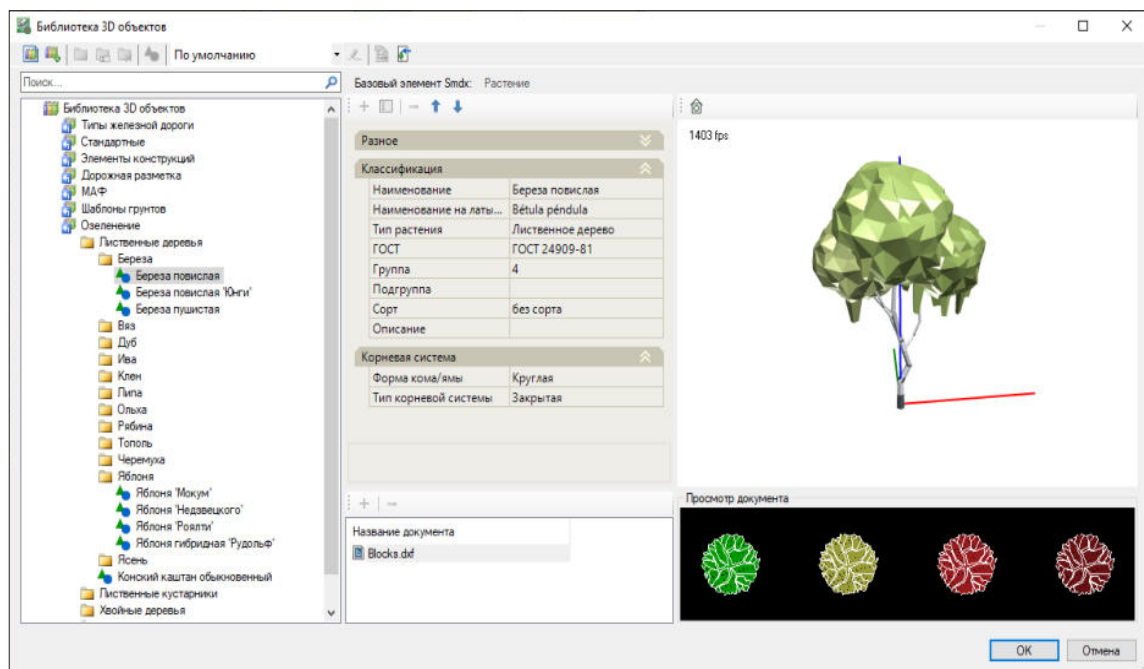 Библиотека 3D объектов
По умолчанию
Поиск...
Библиотека 3D объектов
Типы железной дороги
Стандартные
Элементы конструкций
Дорожная разметка
МАФ
Шаблоны грунтов
Озеленение
Лиственные деревья
Береза
Береза повислая
Береза повислая 'Юнги'
Береза пушистая
Вяз
Дуб
Ива
Клен
Липа
Ольха
Рябина
Тополь
Черемуха
Яблоня
Яблоня 'Мокум'
Яблоня 'Недзвецкого'
Яблоня 'Роялти'
Яблоня гибридная 'Рудольф'
Ясень
Конский каштан обыкновенный
Лиственные кустарники
Хвойные деревья
Базовый элемент Smdx: Растение
Разное
Классификация
Наименование Береза повислая
Наименование на латы... Bétula péndula
Тип растения Лиственное дерево
ГОСТ ГОСТ 24909-81
Группа 4
Подгруппа
Сорт без сорта
Описание
Корневая система
Форма кома/ямы Круглая
Тип корневой системы Закрытая
Название документа
Blocks.dxf
1403 fps
Просмотр документа
OK Отмена